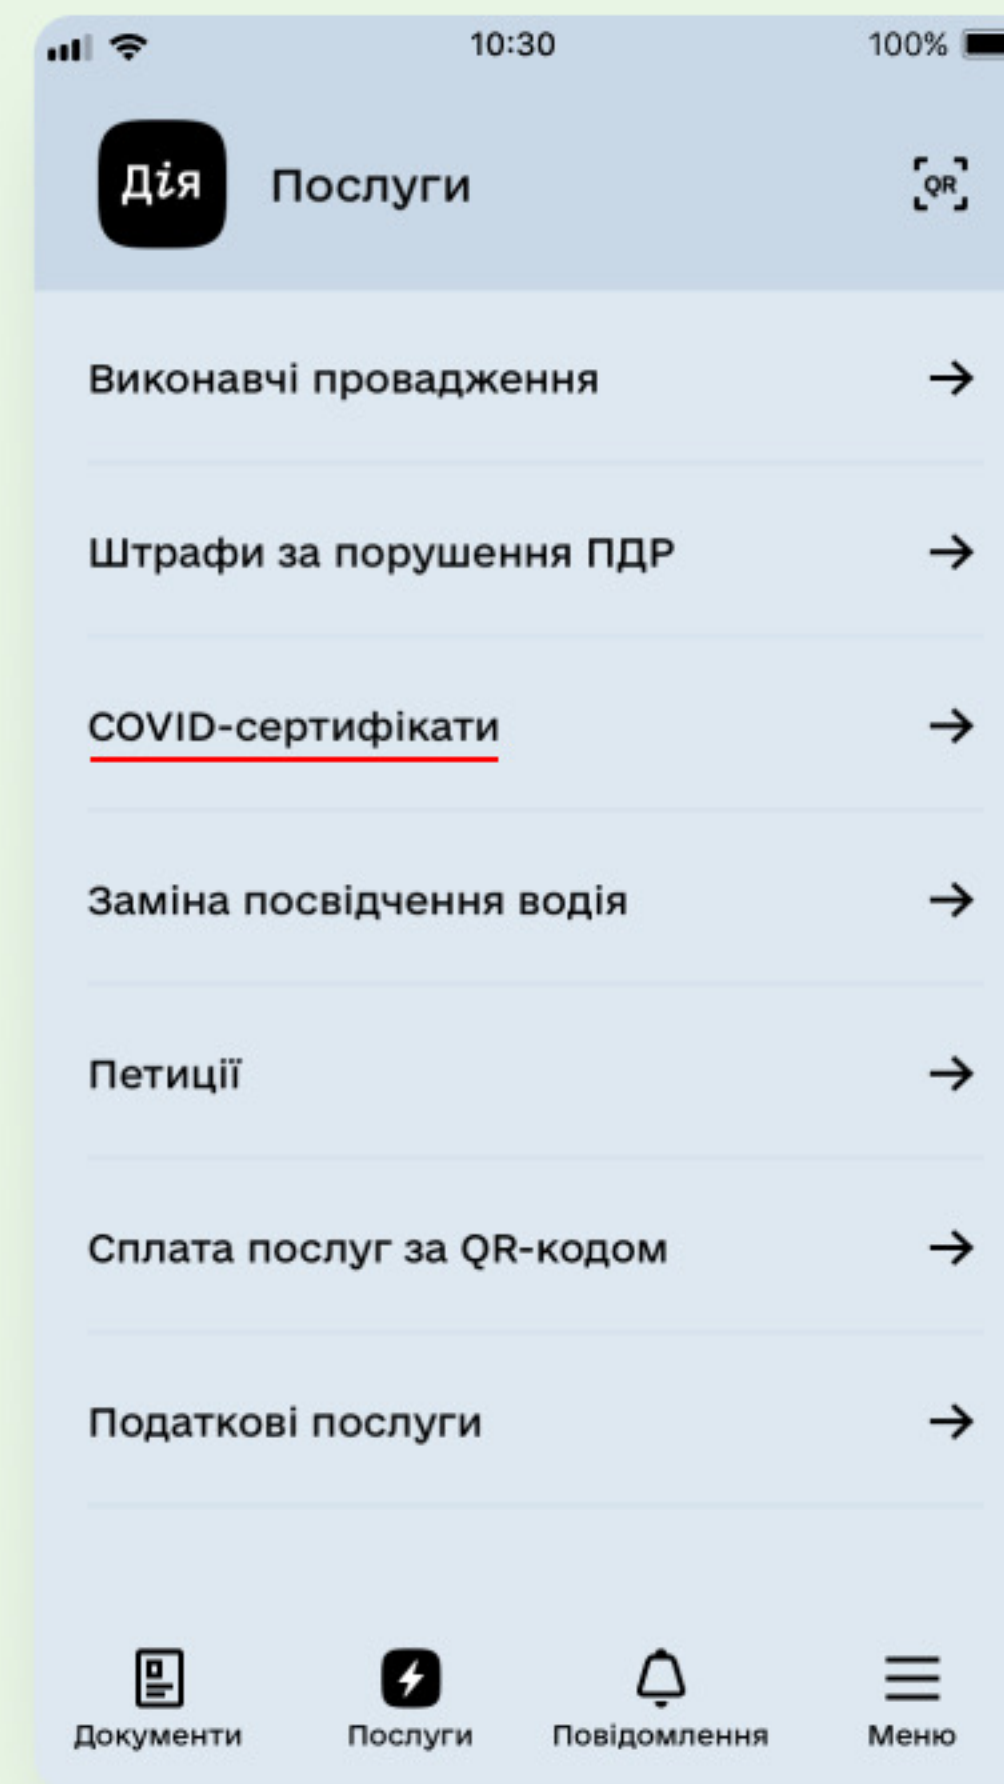 10:30
100%
Дія
Послуги
QR
Виконавчі провадження
Штрафи за порушення ПДР
COVID-сертифікати
Заміна посвідчення водія
Петиції
Сплата послуг за QR-кодом
Податкові послуги
Документи
Послуги
Повідомлення
Меню